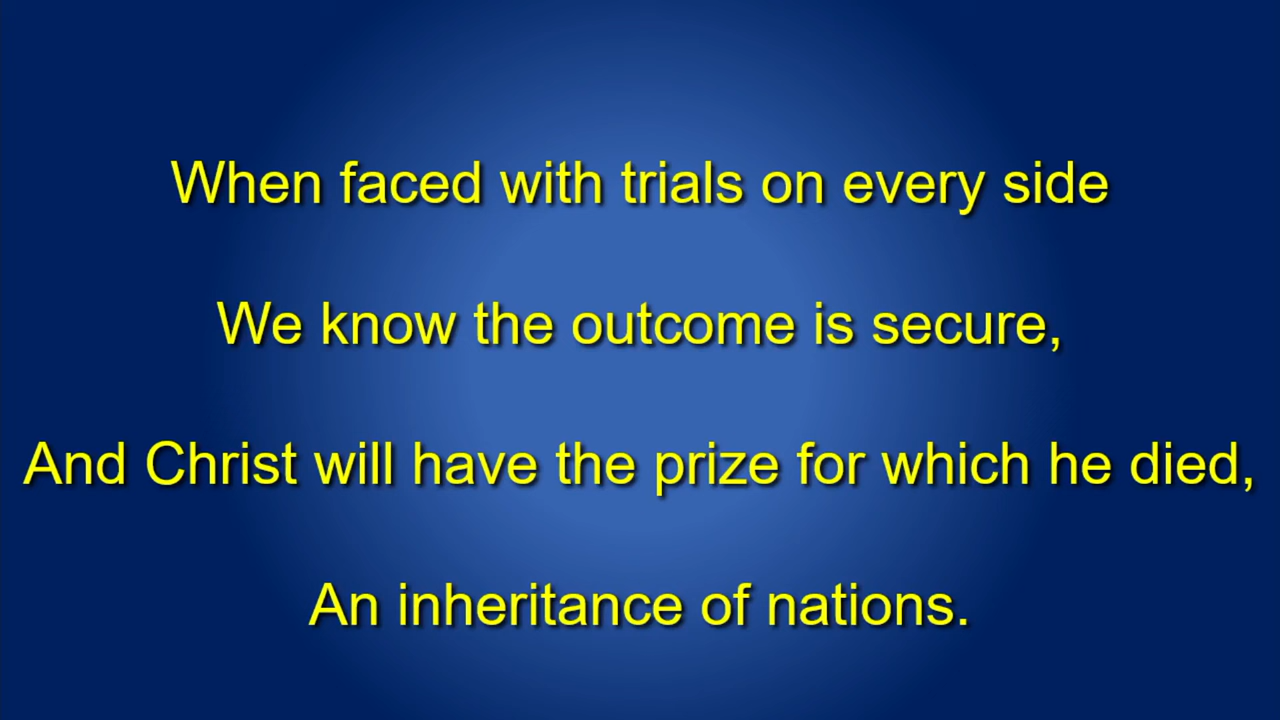 When faced with trials on every side
We know the outcome is secure,
And Christ will have the prize for which he died,
An inheritance of nations.